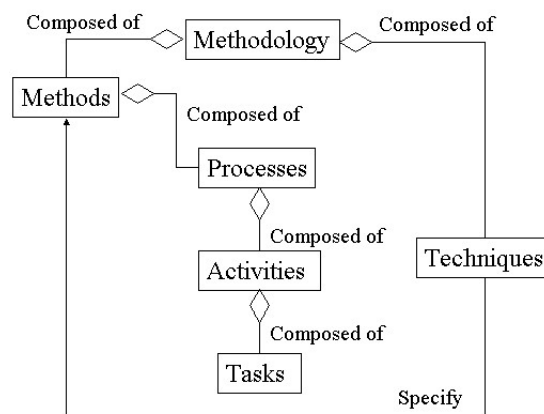 Composed of
Methodology
Composed of
Methods
Composed of
Processes
Composed of
Activities
Techniques
Composed of
Tasks
Specify